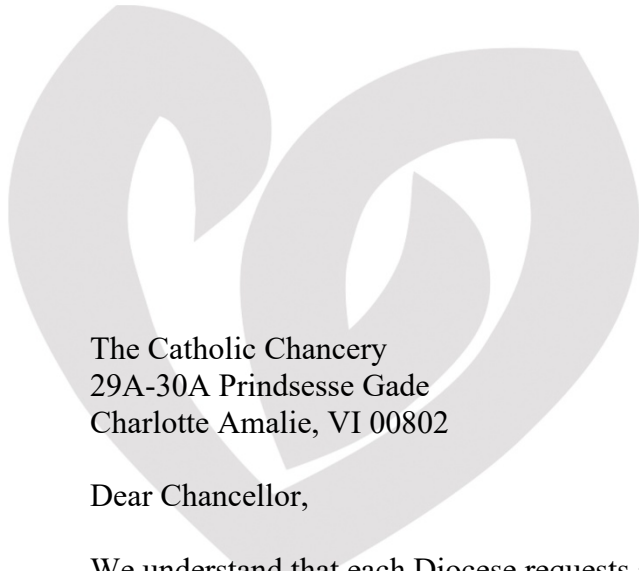 The Catholic Chancery
29A-30A Prindsesse Gade
Charlotte Amalie, VI 00802
Dear Chancellor,
We understand that each Diocese requests